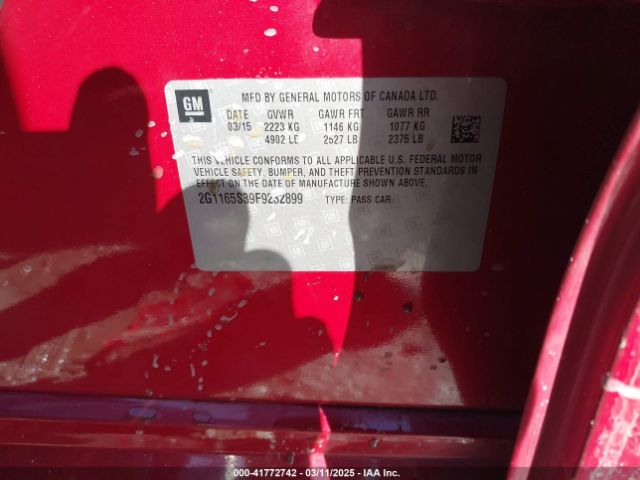 GM
MFD BY GENERAL MOTORS OF CANADA LTD.
DATE GVWR GAWR FRT GAWR RR
03/15 2223 KG 1146 KG 1077 KG
4902 LB 2527 LB 2375 LB
THIS VEHICLE CONFORMS TO ALL APPLICABLE U.S. FEDERAL MOTOR
VEHICLE SAFETY, BUMPER, AND THEFT PREVENTION STANDARDS
IN EFFECT ON THE DATE OF MANUFACTURE SHOWN ABOVE.
2G1165S39F9232899 TYPE: PASS CAR
000-41772742 / 03/11/2025 / IAA Inc.